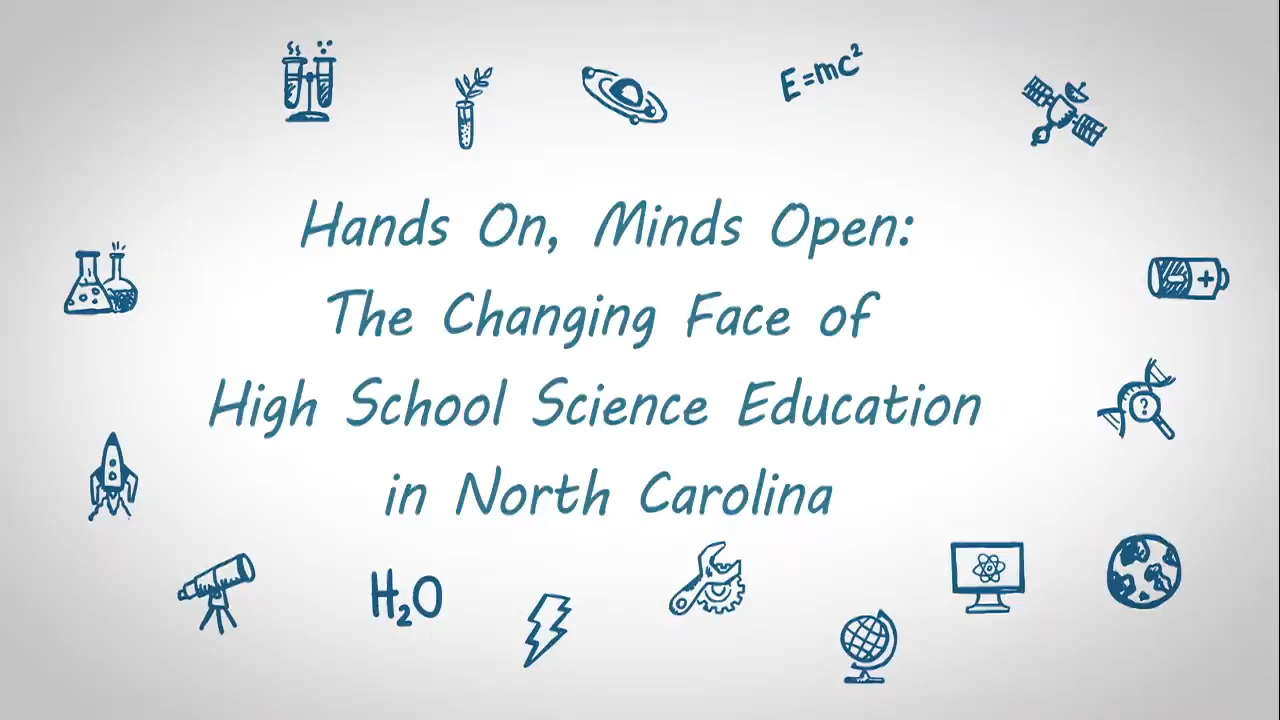 E=mc²
Hands On, Minds Open:
The Changing Face of
High School Science Education
in North Carolina
H₂O